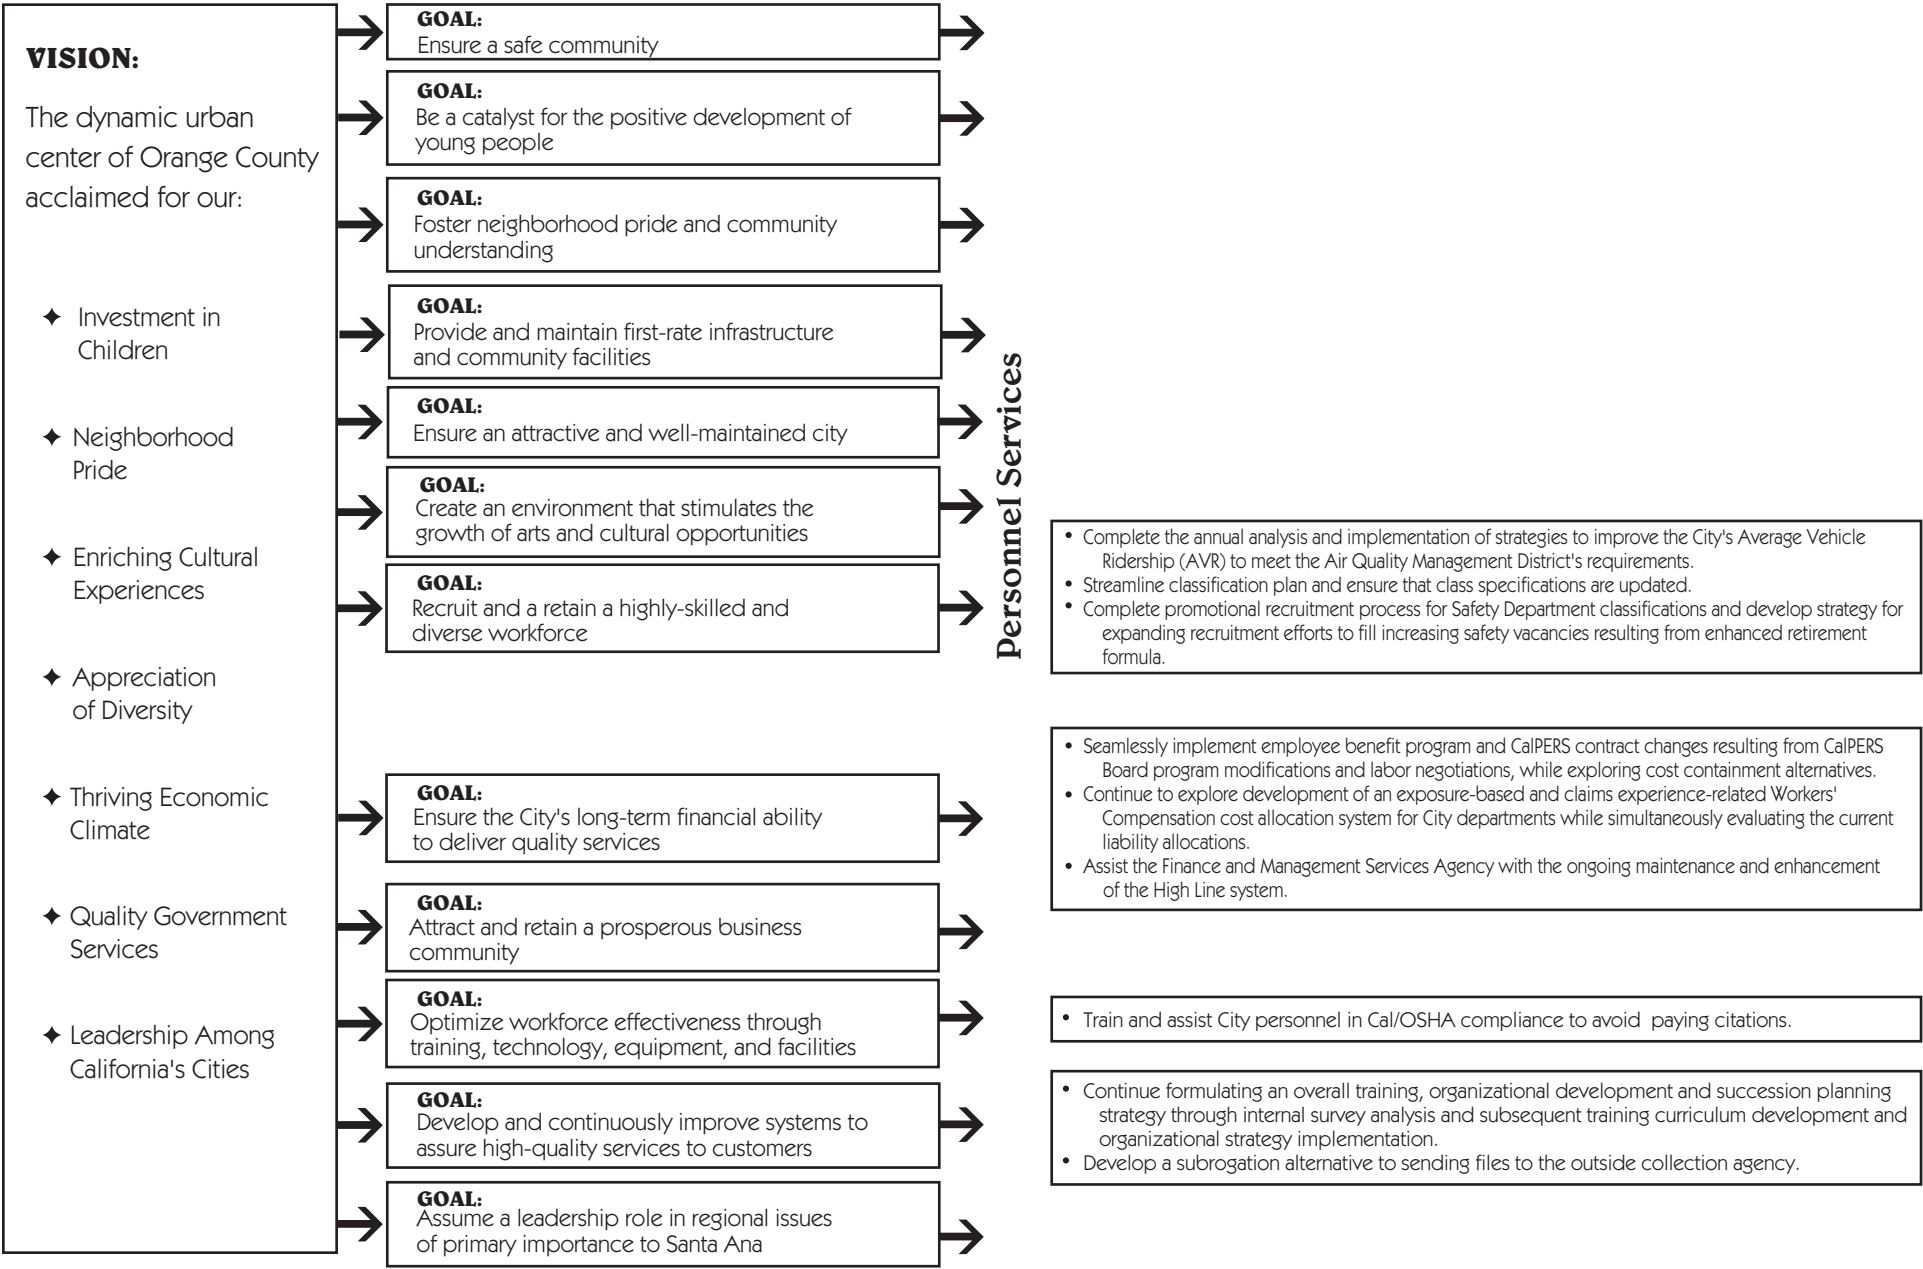 VISION:
The dynamic urban
center of Orange County
acclaimed for our:
✦ Investment in
Children
✦ Neighborhood
Pride
✦ Enriching Cultural
Experiences
✦ Appreciation
of Diversity
✦ Thriving Economic
Climate
✦ Quality Government
Services
✦ Leadership Among
California's Cities
GOAL:
Ensure a safe community
GOAL:
Be a catalyst for the positive development of
young people
GOAL:
Foster neighborhood pride and community
understanding
GOAL:
Provide and maintain first-rate infrastructure
and community facilities
GOAL:
Ensure an attractive and well-maintained city
GOAL:
Create an environment that stimulates the
growth of arts and cultural opportunities
GOAL:
Recruit and a retain a highly-skilled and
diverse workforce
GOAL:
Ensure the City's long-term financial ability
to deliver quality services
GOAL:
Attract and retain a prosperous business
community
GOAL:
Optimize workforce effectiveness through
training, technology, equipment, and facilities
GOAL:
Develop and continuously improve systems to
assure high-quality services to customers
GOAL:
Assume a leadership role in regional issues
of primary importance to Santa Ana
Personnel Services
• Complete the annual analysis and implementation of strategies to improve the City's Average Vehicle
Ridership (AVR) to meet the Air Quality Management District's requirements.
• Streamline classification plan and ensure that class specifications are updated.
• Complete promotional recruitment process for Safety Department classifications and develop strategy for
expanding recruitment efforts to fill increasing safety vacancies resulting from enhanced retirement
formula.
• Seamlessly implement employee benefit program and CalPERS contract changes resulting from CalPERS
Board program modifications and labor negotiations, while exploring cost containment alternatives.
• Continue to explore development of an exposure-based and claims experience-related Workers'
Compensation cost allocation system for City departments while simultaneously evaluating the current
liability allocations.
• Assist the Finance and Management Services Agency with the ongoing maintenance and enhancement
of the High Line system.
• Train and assist City personnel in Cal/OSHA compliance to avoid paying citations.
• Continue formulating an overall training, organizational development and succession planning
strategy through internal survey analysis and subsequent training curriculum development and
organizational strategy implementation.
• Develop a subrogation alternative to sending files to the outside collection agency.